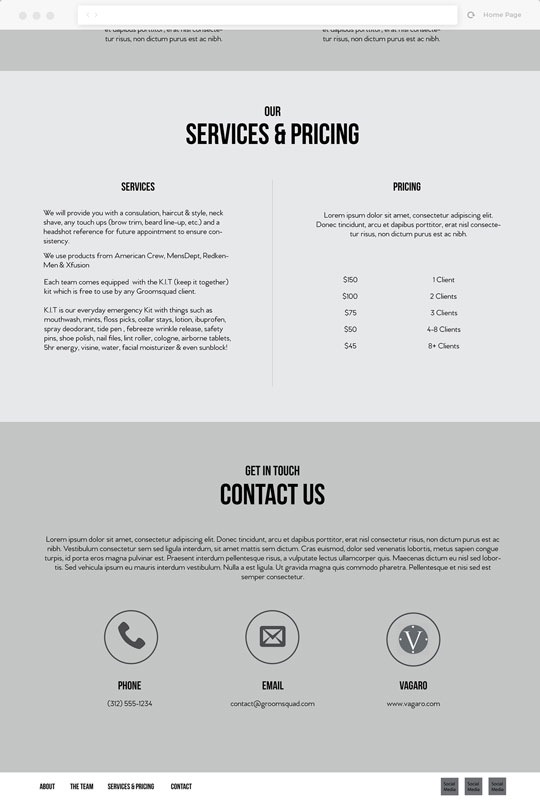 Home Page
et dapibus porttitor, erat nisl consecte-
tur risus, non dictum purus est ac nibh.
et dapibus porttitor, erat nisl consecte-
tur risus, non dictum purus est ac nibh.
OUR
SERVICES & PRICING
SERVICES
We will provide you with a consulation, haircut & style, neck
shave, any touch ups (brow trim, beard line-up, etc.) and a
headshot reference for future appointment to ensure con-
sistency.
We use products from American Crew, MensDept, Redken-
Men & Xfusion
Each team comes equipped with the K.I.T (keep it together)
kit which is free to use by any Groomsquad client.
K.I.T is our everyday emergency Kit with things such as
mouthwash, mints, floss picks, collar stays, lotion, ibuprofen,
spray deodorant, tide pen , febreeze wrinkle release, safety
pins, shoe polish, nail files, lint roller, cologne, airborne tablets,
5hr energy, visine, water, facial moisturizer & even sunblock!
PRICING
Lorem ipsum dolor sit amet, consectetur adipiscing elit.
Donec tincidunt, arcu et dapibus porttitor, erat nisl consecte-
tur risus, non dictum purus est ac nibh.
$150 1 Client
$100 2 Clients
$75 3 Clients
$50 4-8 Clients
$45 8+ Clients
GET IN TOUCH
CONTACT US
Lorem ipsum dolor sit amet, consectetur adipiscing elit. Donec tincidunt, arcu et dapibus porttitor, erat nisl consectetur risus, non dictum purus est ac
nibh. Vestibulum consectetur sem sed ligula interdum, sit amet mattis sem dictum. Cras euismod, dolor sed venenatis lobortis, metus sapien congue
turpis, id porta eros magna pulvinar est. Praesent interdum pellentesque risus, a vulputate lectus ullamcorper quis. Maecenas dictum eu nisl sed lobor-
tis. Sed vehicula ipsum eu mauris interdum vestibulum. Nulla a est ligula. Ut gravida magna quis commodo pharetra. Pellentesque et nisi sed est
semper consectetur.
V
PHONE
(312) 555-1234
EMAIL
contact@groomsquad.com
VAGARO
www.vagaro.com
ABOUT THE TEAM SERVICES & PRICING CONTACT
Social
Media
Social
Media
Social
Media